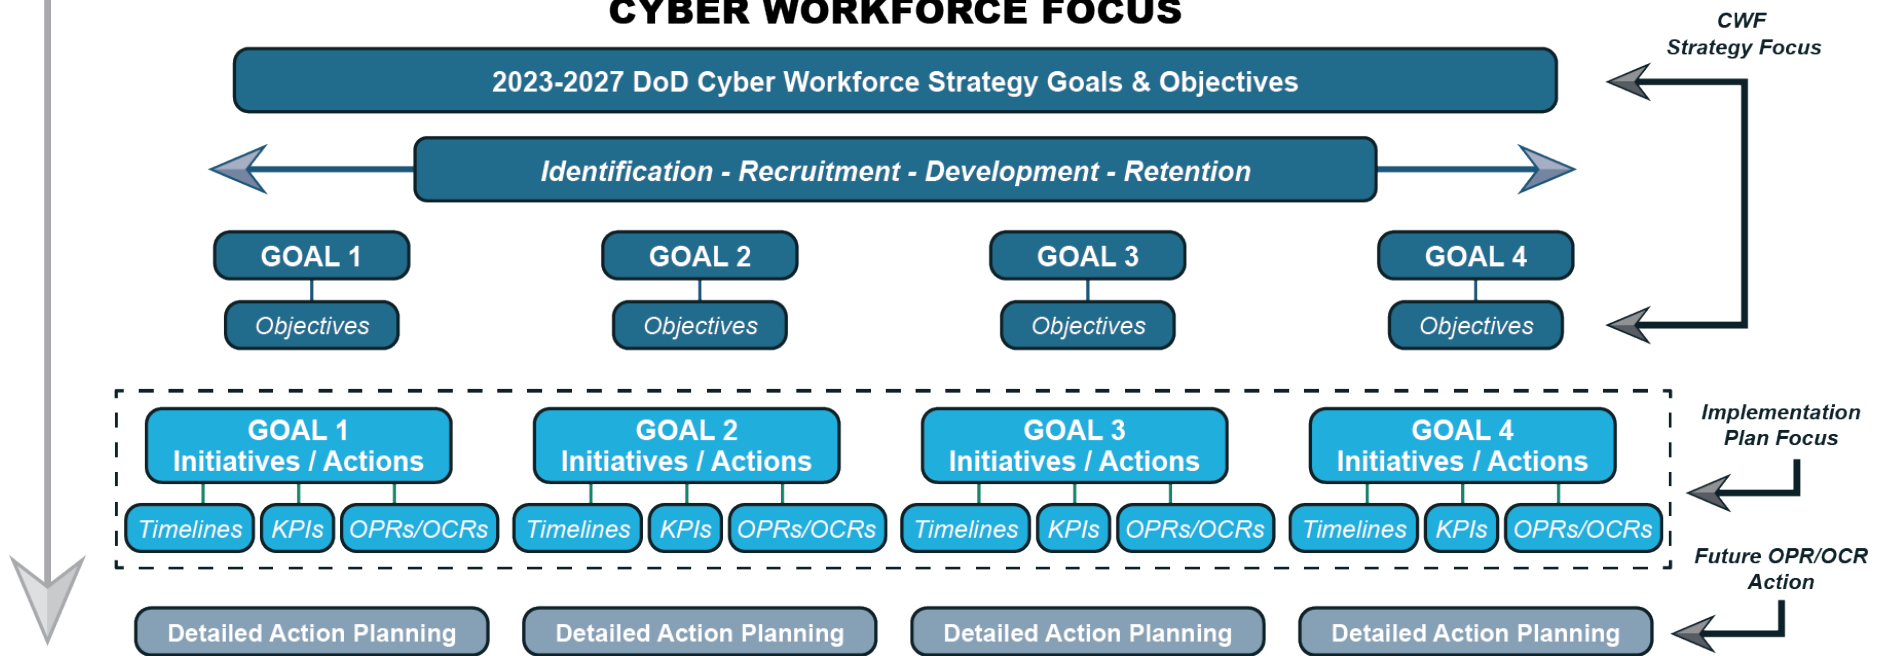 CYBER WORKFORCE FOCUS
CWF
Strategy Focus
2023-2027 DoD Cyber Workforce Strategy Goals & Objectives
Identification - Recruitment - Development - Retention
GOAL 1
GOAL 2
GOAL 3
GOAL 4
Objectives
Objectives
Objectives
Objectives
GOAL 1
Initiatives / Actions
GOAL 2
Initiatives / Actions
GOAL 3
Initiatives / Actions
GOAL 4
Initiatives / Actions
Implementation
Plan Focus
Timelines
KPIs
OPRs/OCRs
Timelines
KPIs
OPRs/OCRs
Timelines
KPIs
OPRs/OCRs
Timelines
KPIs
OPRs/OCRs
Future OPR/OCR
Action
Detailed Action Planning
Detailed Action Planning
Detailed Action Planning
Detailed Action Planning